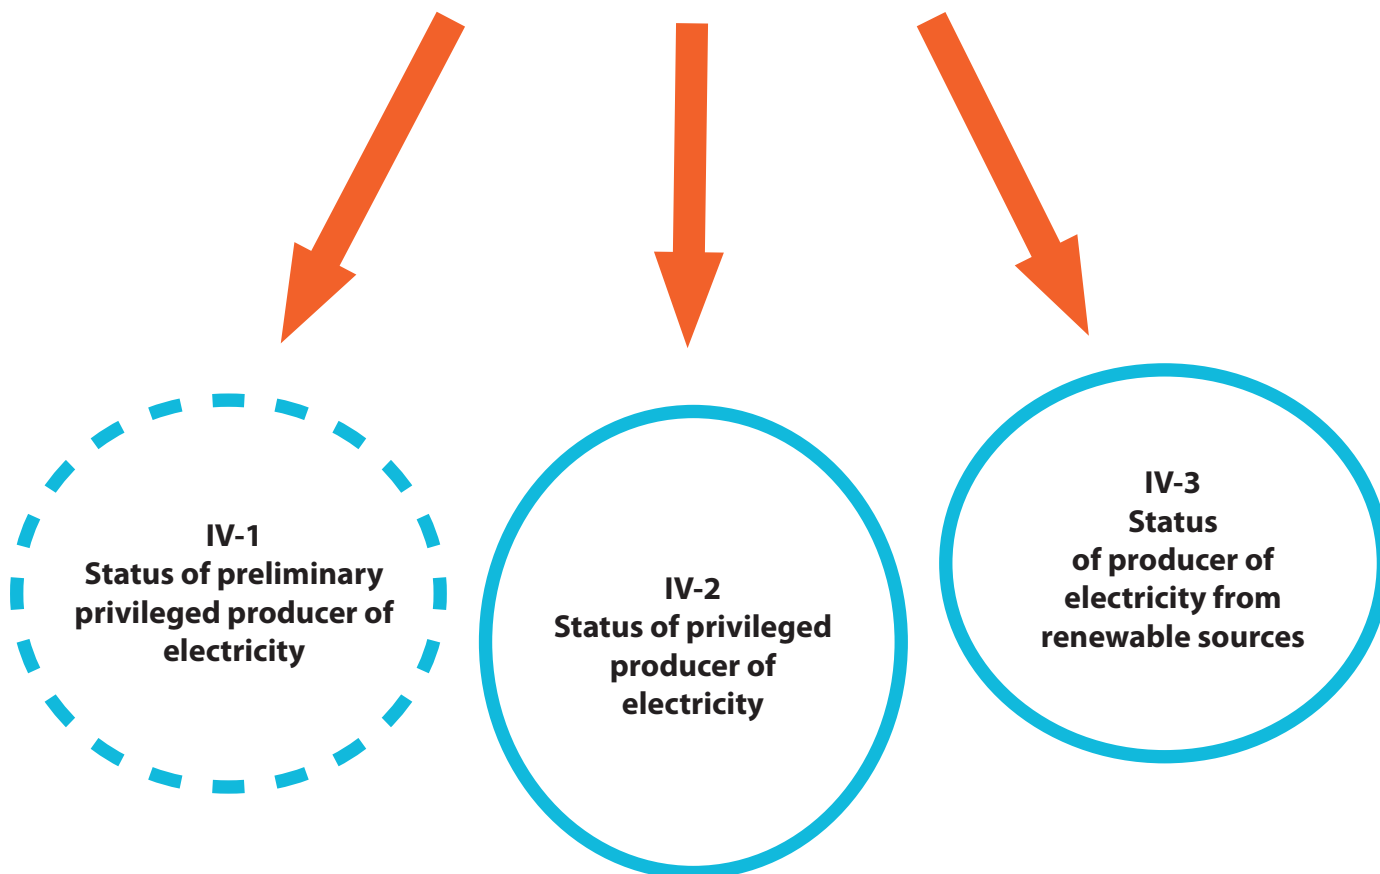 IV-1
Status of preliminary
privileged producer of
electricity
IV-2
Status of privileged
producer of
electricity
IV-3
Status
of producer of
electricity from
renewable sources